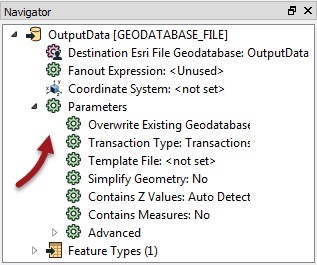 Navigator
OutputData [GEODATABASE_FILE]
Destination Esri File Geodatabase: OutputData
Fanout Expression: <Unused>
Coordinate System: <not set>
Parameters
Overwrite Existing Geodatabase
Transaction Type: Transactions
Template File: <not set>
Simplify Geometry: No
Contains Z Values: Auto Detect
Contains Measures: No
Advanced
Feature Types (1)